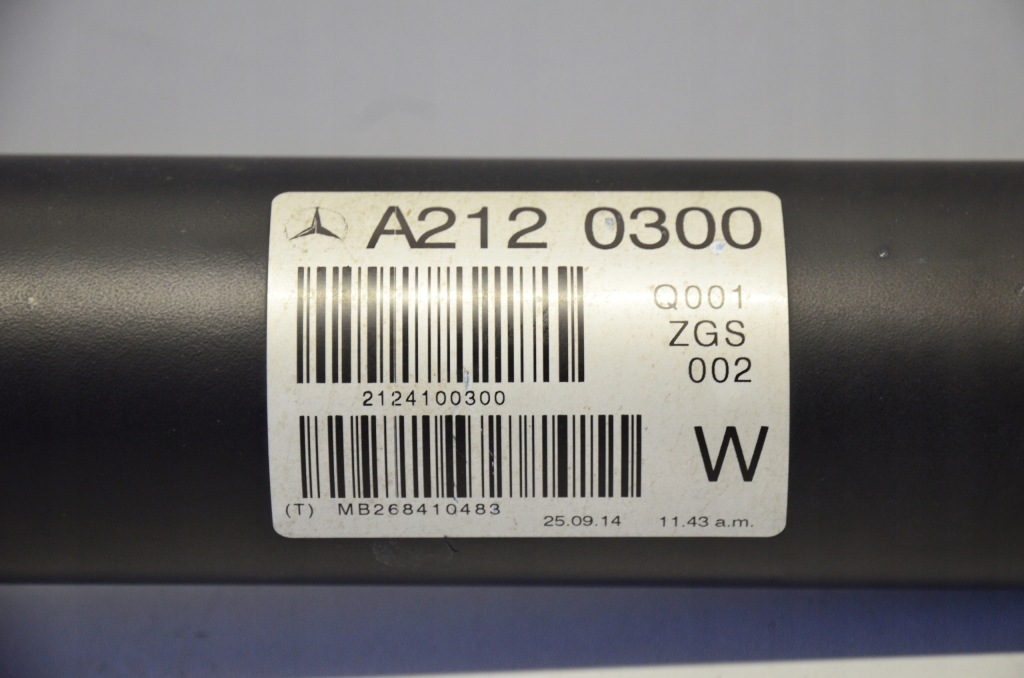 A212 0300
Q001
ZGS
002
2124100300
W
(T) MB268410483
25.09.14 11.43 a.m.